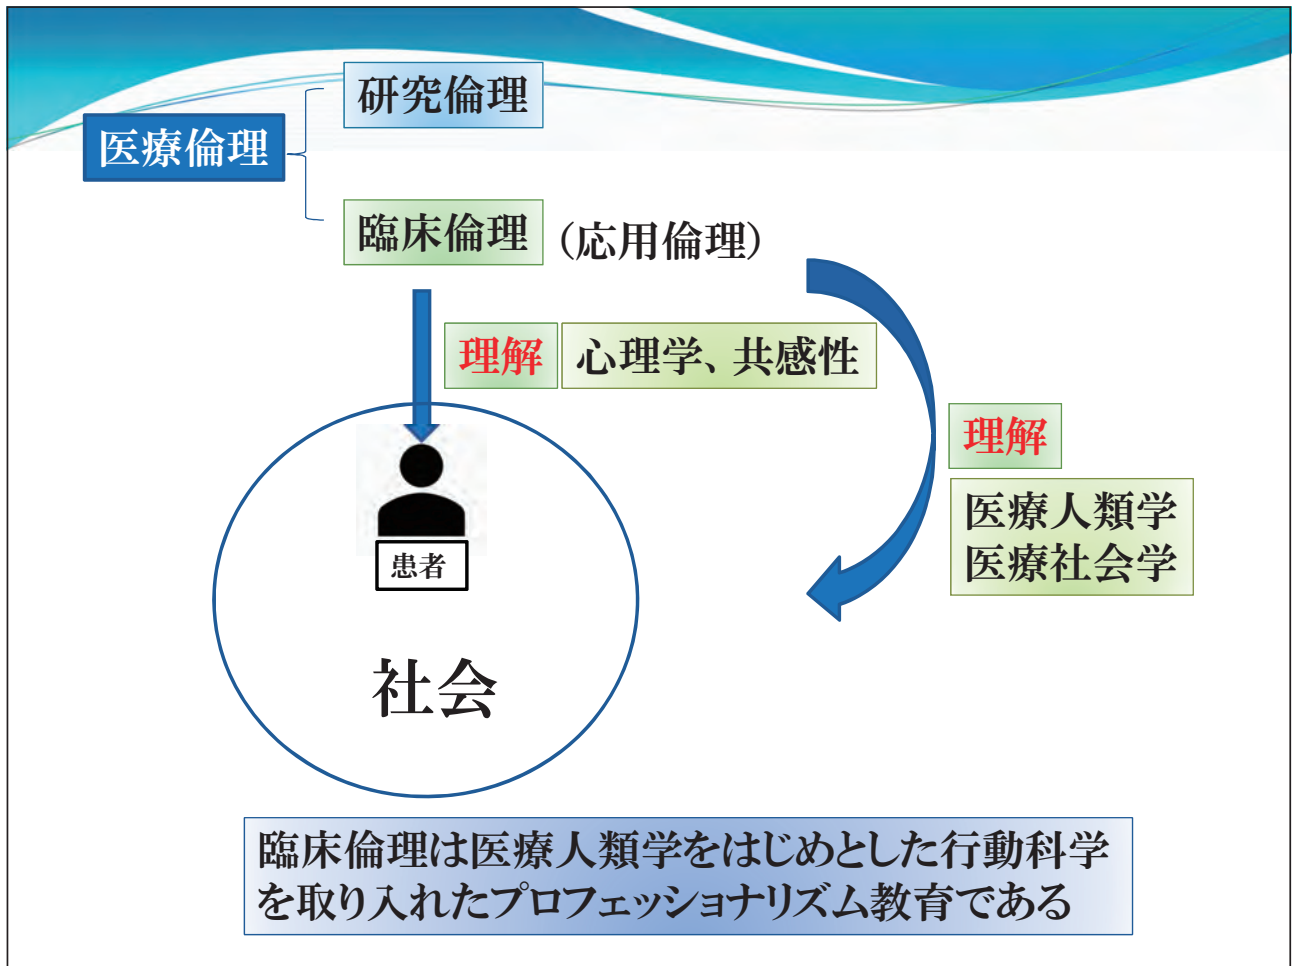 研究倫理
医療倫理
臨床倫理 (応用倫理)
理解 心理学、共感性
理解
医療人類学
医療社会学
患者
社会
臨床倫理は医療人類学をはじめとした行動科学
を取り入れたプロフェッショナリズム教育である